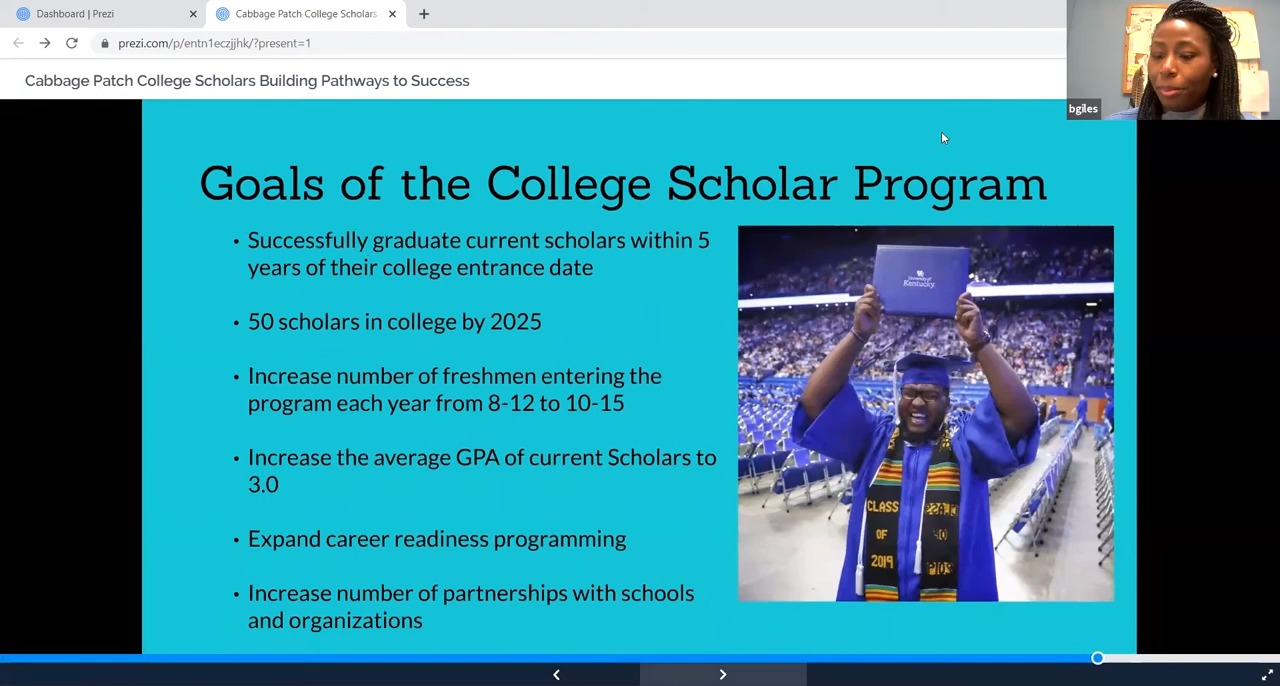 Dashboard | Prezi
Cabbage Patch College Scholars
prezi.com/p/entn1eczjjhk/?present=1
Cabbage Patch College Scholars Building Pathways to Success
bgiles
Goals of the College Scholar Program
• Successfully graduate current scholars within 5
years of their college entrance date
• 50 scholars in college by 2025
• Increase number of freshmen entering the
program each year from 8-12 to 10-15
• Increase the average GPA of current Scholars to
3.0
• Expand career readiness programming
• Increase number of partnerships with schools
and organizations
University of
Kentucky
CLASS
OF
2019